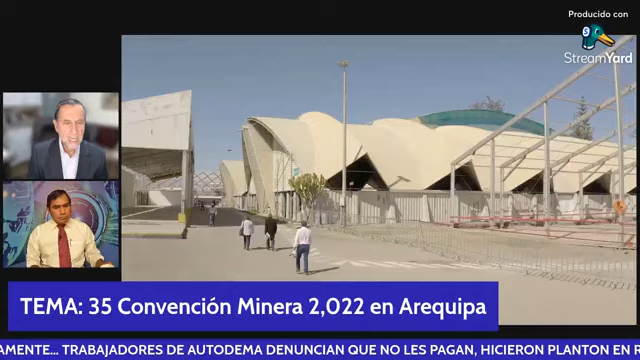 Producido con
StreamYard
TEMA: 35 Convención Minera 2,022 en Arequipa
AMENTE... TRABAJADORES DE AUTODEMA DENUNCIAN QUE NO LES PAGAN, HICIERON PLANTON EN R